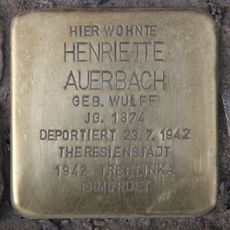 HIER WOHNTE
HENRIETTE
AUERBACH
GEB. WULFF
JG. 1874
DEPORTIERT 23.7.1942
THERESIENSTADT
1942 TREBLINKA
ERMORDET